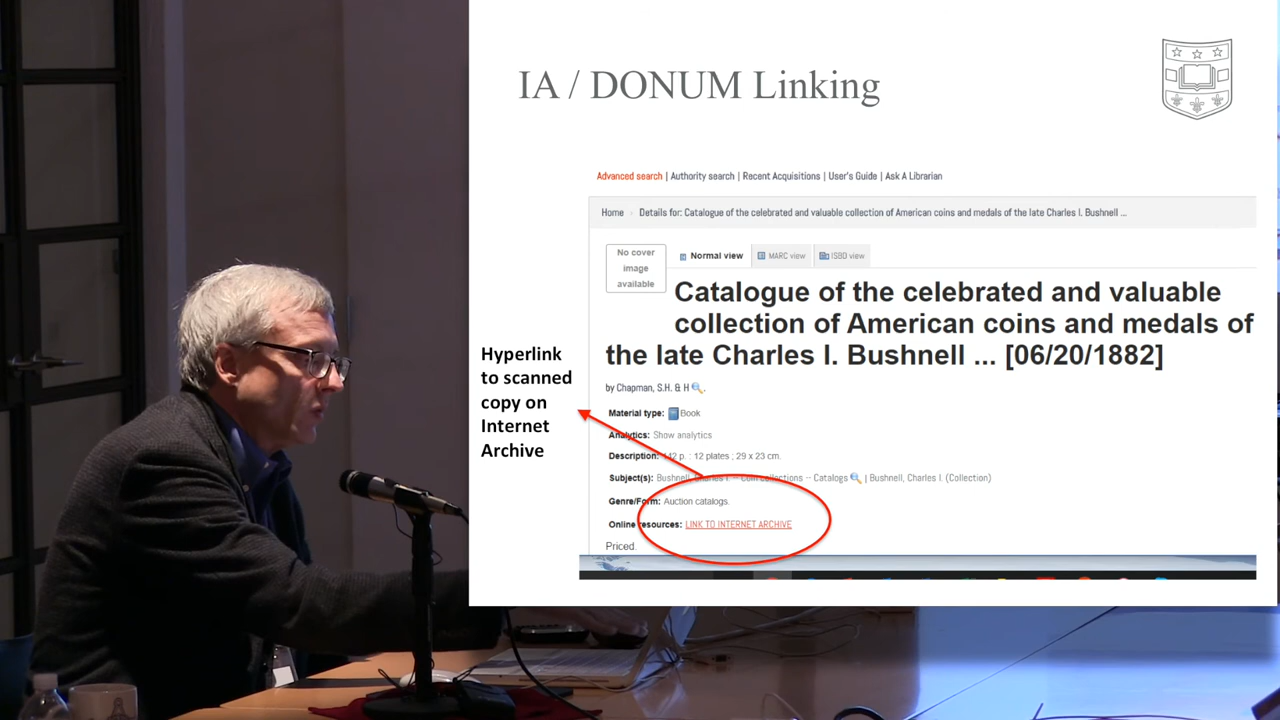 IA / DONUM Linking
Advanced search | Authority search | Recent Acquisitions | User's Guide | Ask A Librarian
Home › Details for: Catalogue of the celebrated and valuable collection of American coins and medals of the late Charles I. Bushnell ...
No cover
image
available
Normal view
MARC view
ISBD view
Catalogue of the celebrated and valuable
collection of American coins and medals of
the late Charles I. Bushnell ... [06/20/1882]
by Chapman, S.H. & H .
Material type: Book
Analytics: Show analytics
Description: 142 p. : 12 plates ; 29 x 23 cm.
Subject(s): Bushnell, Charles I. -- Coin collections -- Catalogs | Bushnell, Charles I. (Collection)
Genre/Form: Auction catalogs.
Online resources: LINK TO INTERNET ARCHIVE
Priced.
Hyperlink
to scanned
copy on
Internet
Archive